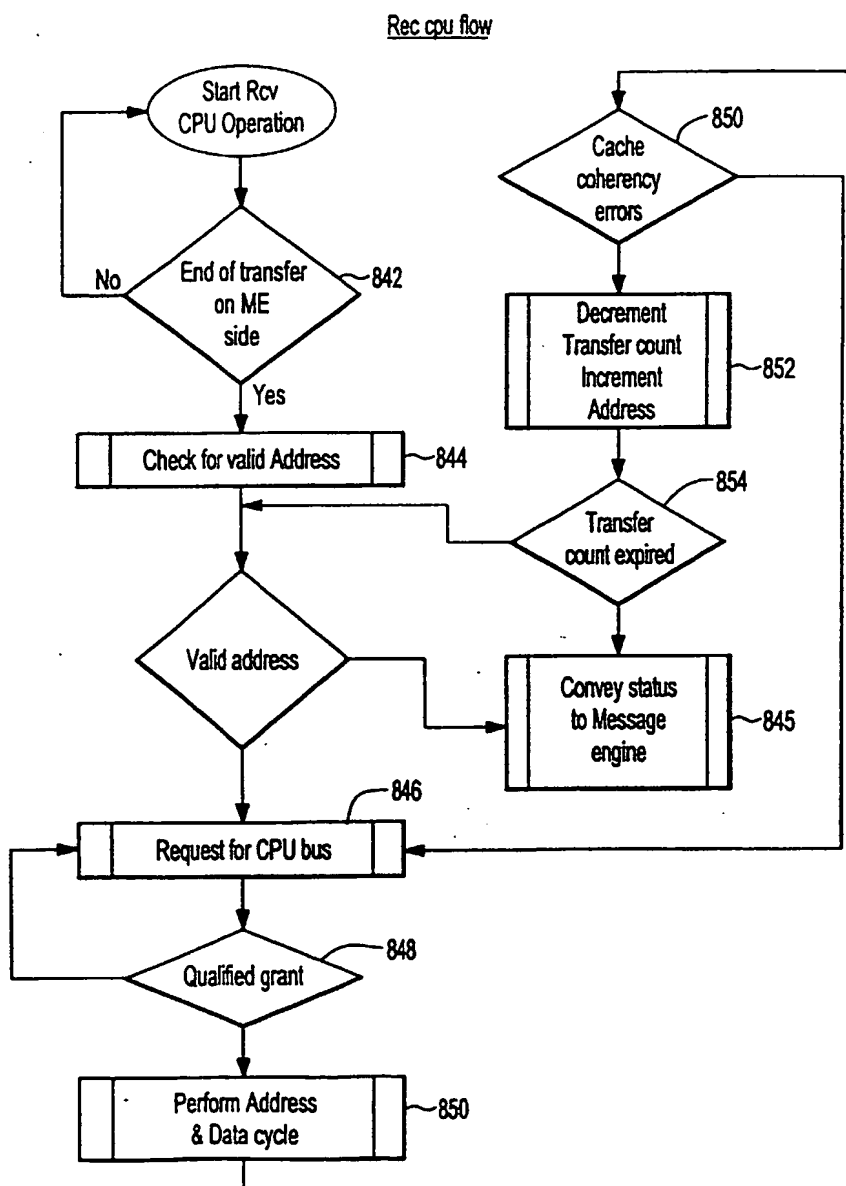 Rec cpu flow
Start Rcv
CPU Operation
End of transfer
on ME
side
842
No
Yes
Check for valid Address
844
Valid address
846
Request for CPU bus
848
Qualified grant
Perform Address
& Data cycle
850
850
Cache
coherency
errors
Decrement
Transfer count
Increment
Address
852
854
Transfer
count expired
Convey status
to Message
engine
845